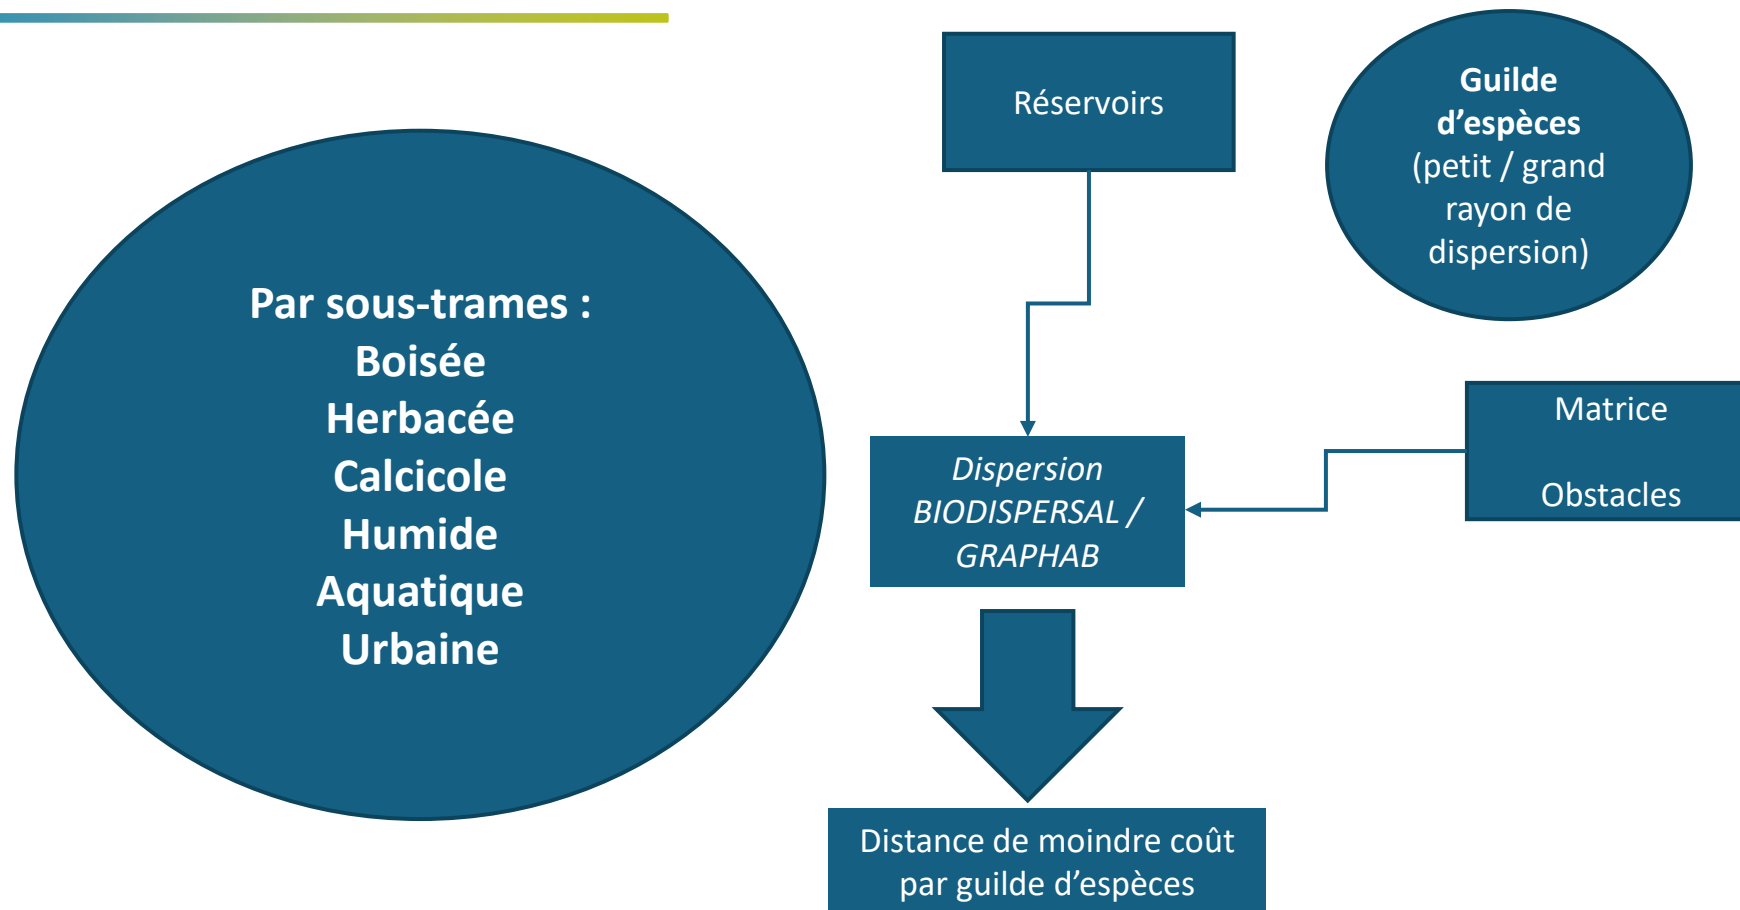 Réservoirs
Guilde
d’espèces
(petit / grand
rayon de
dispersion)
Par sous-trames :
Boisée
Herbacée
Calcicole
Humide
Aquatique
Urbaine
Matrice
Obstacles
Dispersion
BIODISPERSAL /
GRAPHAB
Distance de moindre coût
par guilde d’espèces